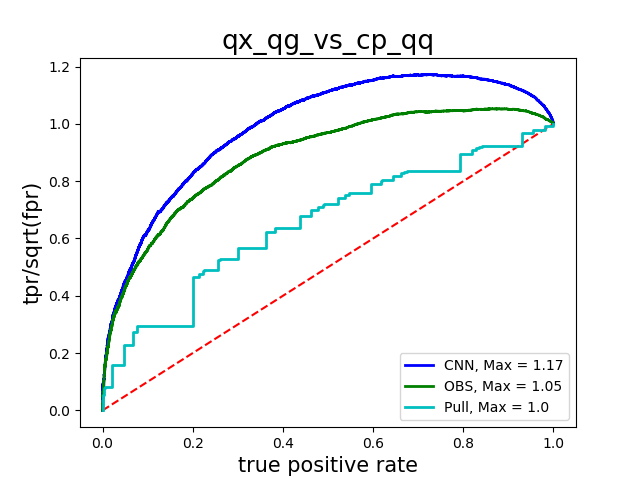 qx_qg_vs_cp_qq
tpr/sqrt(fpr)
1.2
1.0
0.8
0.6
0.4
0.2
0.0
CNN, Max = 1.17
OBS, Max = 1.05
Pull, Max = 1.0
0.0 0.2 0.4 0.6 0.8 1.0
true positive rate